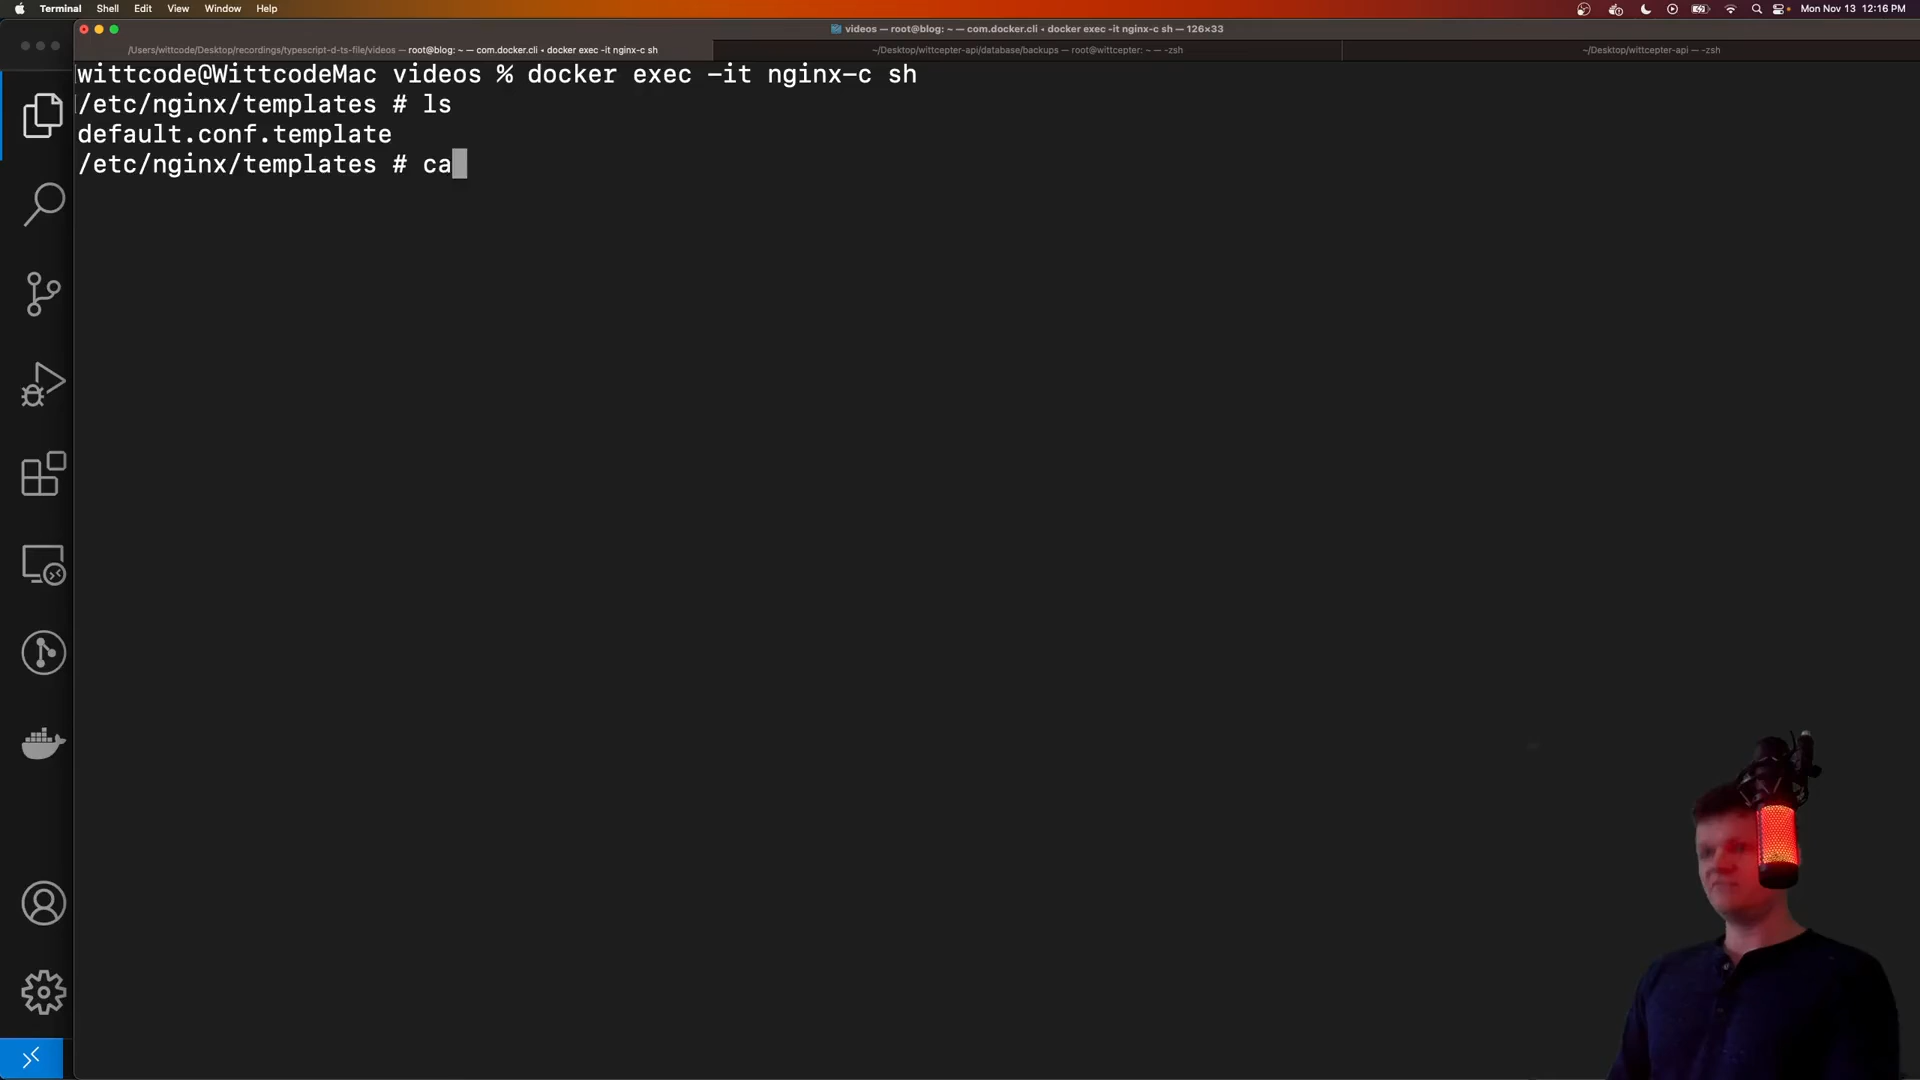 Terminal Shell Edit View Window Help Mon Nov 13 12:16 PM
videos — root@blog: ~ — com.docker.cli • docker exec -it nginx-c sh — 126×33
/Users/wittcode/Desktop/recordings/typescript-d-ts-file/videos — root@blog: ~ — com.docker.cli • docker exec -it nginx-c sh ~/Desktop/wittcepter-api/database/backups — root@wittcepter: ~ — -zsh ~/Desktop/wittcepter-api — -zsh
wittcode@WittcodeMac videos % docker exec -it nginx-c sh
/etc/nginx/templates # ls
default.conf.template
/etc/nginx/templates # ca